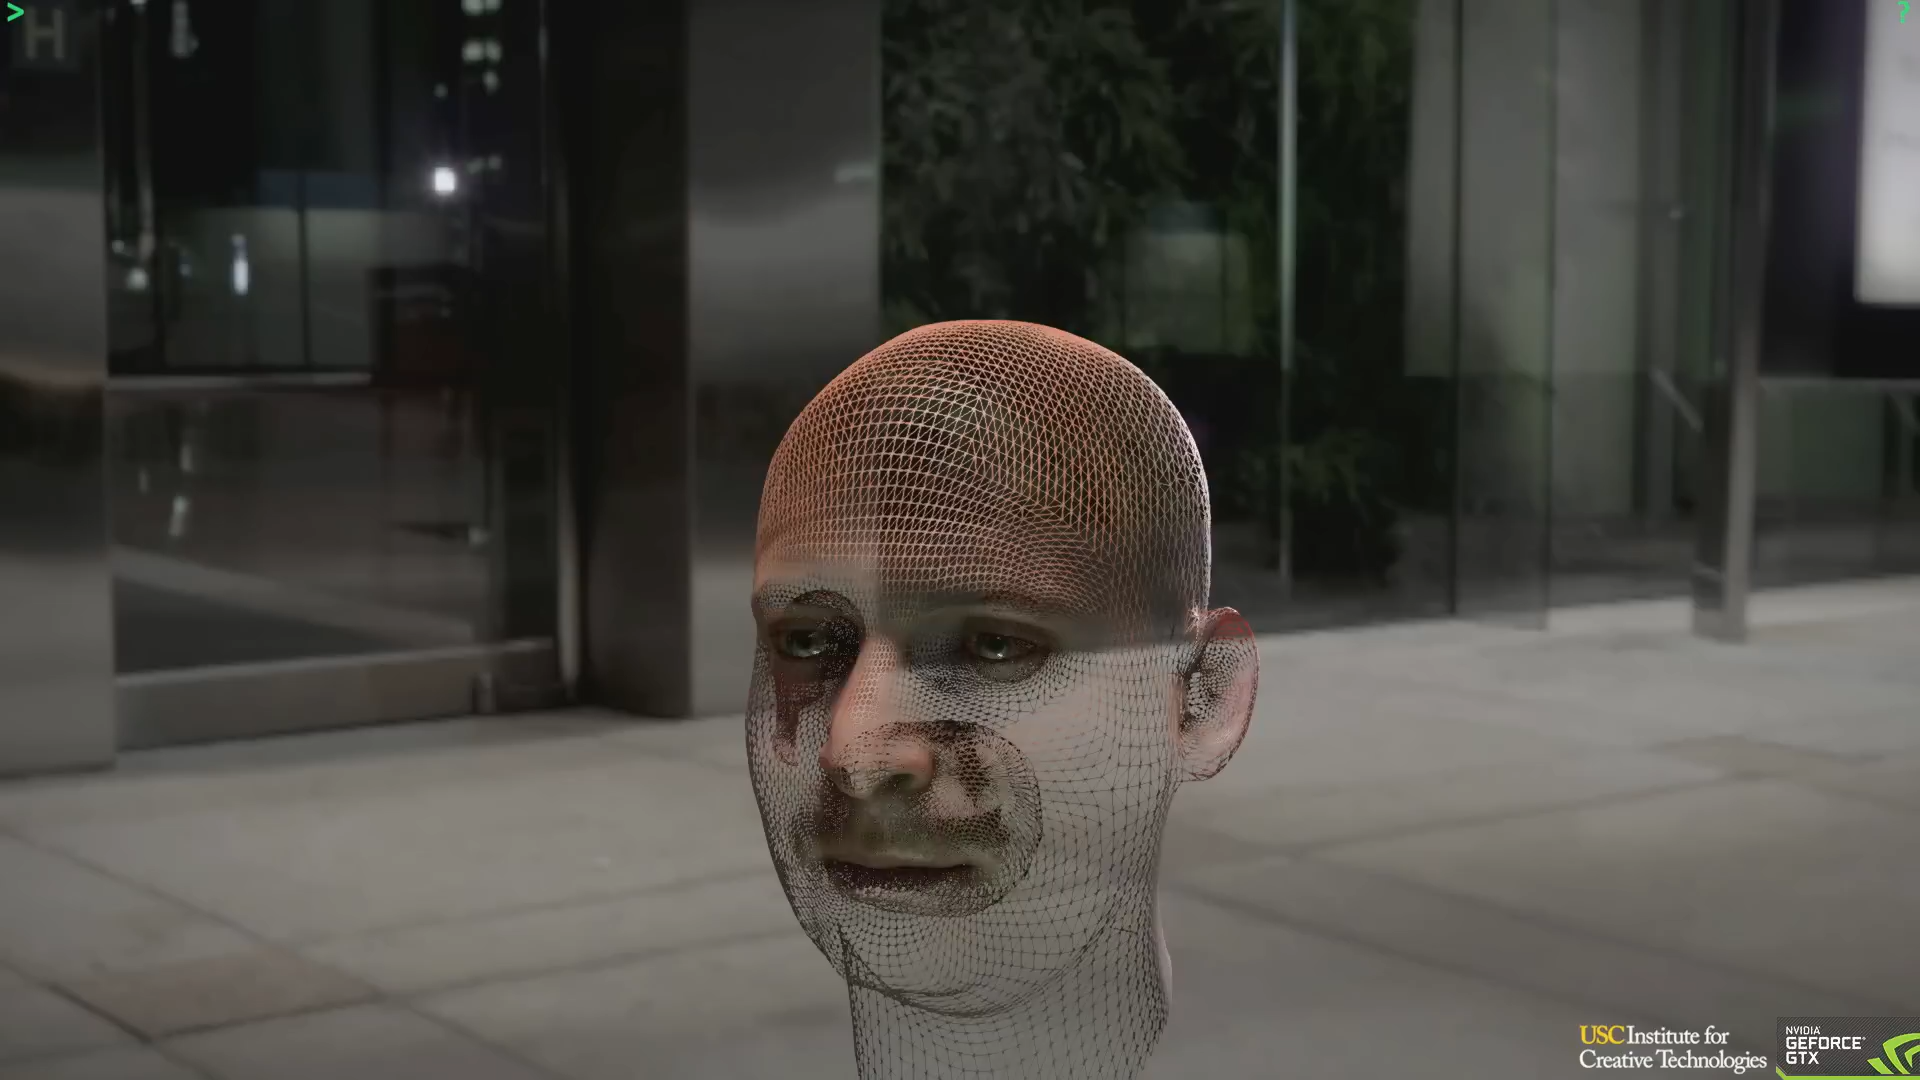 >
?
H
USC Institute for
Creative Technologies
NVIDIA
GEFORCE
GTX